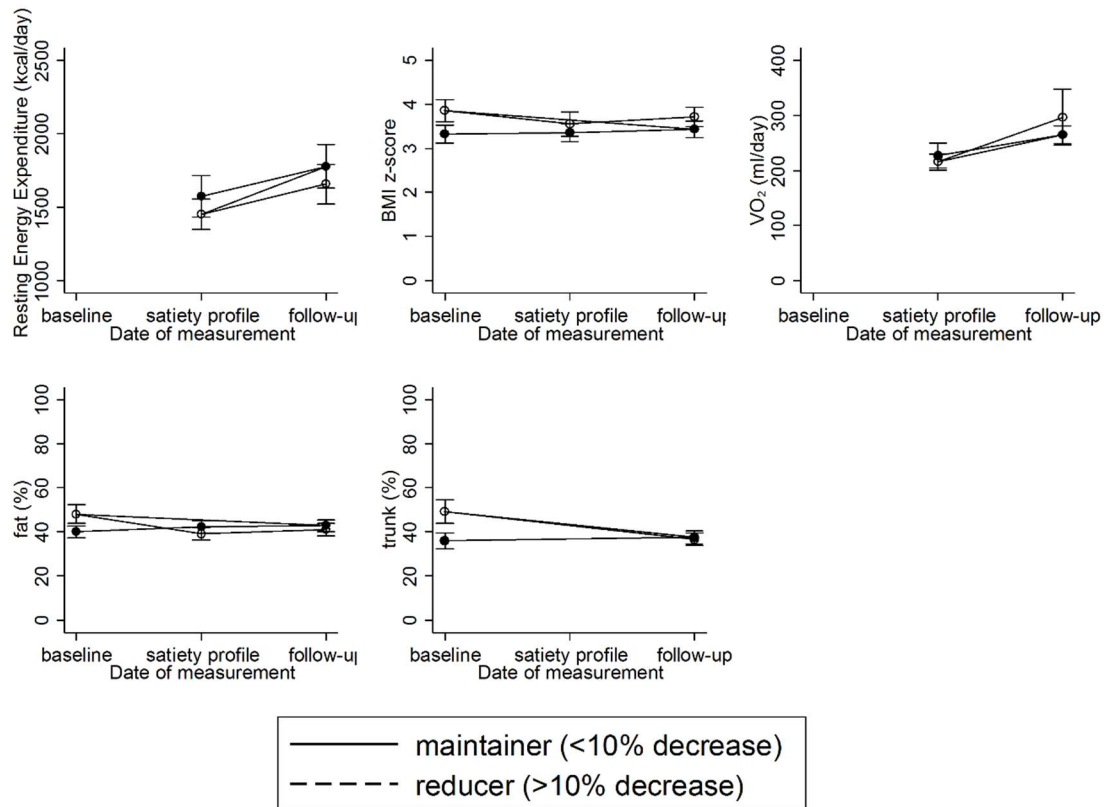 Resting Energy Expenditure (kcal/day)
2500
2000
1500
1000
baseline
satiety profile
follow-up
Date of measurement
BMI z-score
5
4
3
2
1
0
baseline
satiety profile
follow-up
Date of measurement
VO₂ (ml/day)
400
300
200
100
0
baseline
satiety profile
follow-up
Date of measurement
fat (%)
100
80
60
40
20
0
baseline
satiety profile
follow-up
Date of measurement
trunk (%)
100
80
60
40
20
0
baseline
satiety profile
follow-up
Date of measurement
maintainer (<10% decrease)
reducer (>10% decrease)